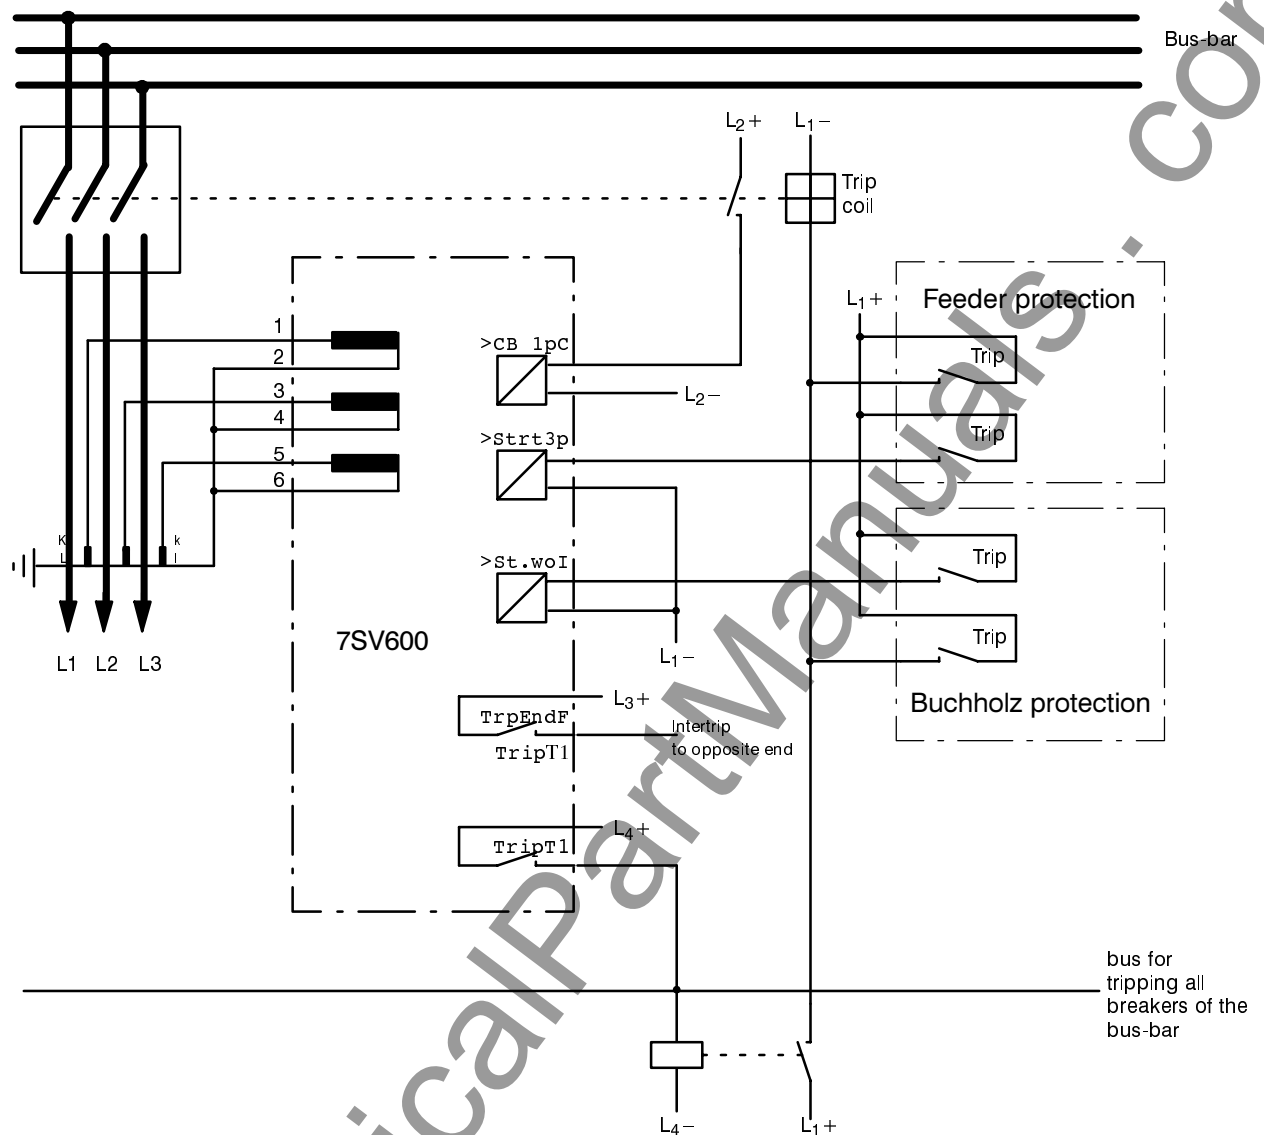 Bus-bar
L2+
L1−
Trip
coil
L1+
Feeder protection
1
2
3
4
5
6
>CB 1pC
Trip
L2−
>Strt3p
Trip
K
L
k
l
>St.woI
Trip
7SV600
L1
L2
L3
L1−
Trip
Buchholz protection
L3+
TrpEndF
TripT1
Intertrip
to opposite end
L4+
TripT1
bus for
tripping all
breakers of the
bus-bar
L4−
L1+
icalPartManuals . com